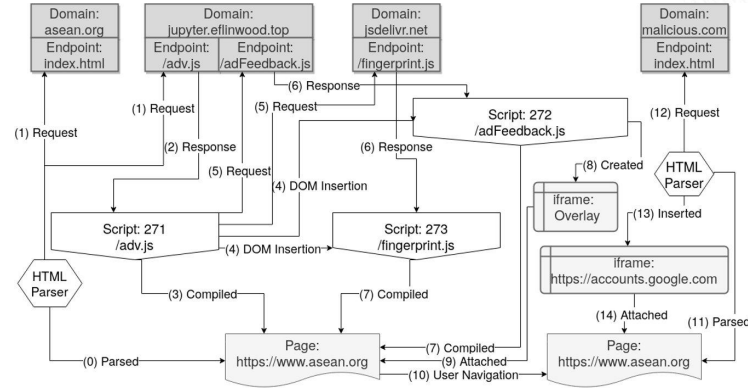 Domain:
asean.org
Endpoint:
index.html
Domain:
jupyter.eflinwood.top
Endpoint:
/adv.js
Endpoint:
/adFeedback.js
Domain:
jsdelivr.net
Endpoint:
/fingerprint.js
Domain:
malicious.com
Endpoint:
index.html
(6) Response
(1) Request
(5) Request
(1) Request
(2) Response
(5) Request
(6) Response
(4) DOM Insertion
Script: 272
/adFeedback.js
(12) Request
(8) Created
HTML
Parser
iframe:
Overlay
(13) Inserted
Script: 271
/adv.js
(4) DOM Insertion
Script: 273
/fingerprint.js
iframe:
https://accounts.google.com
HTML
Parser
(3) Compiled
(7) Compiled
(14) Attached
(11) Parsed
(0) Parsed
Page:
https://www.asean.org
(7) Compiled
(9) Attached
(10) User Navigation
Page:
https://www.asean.org